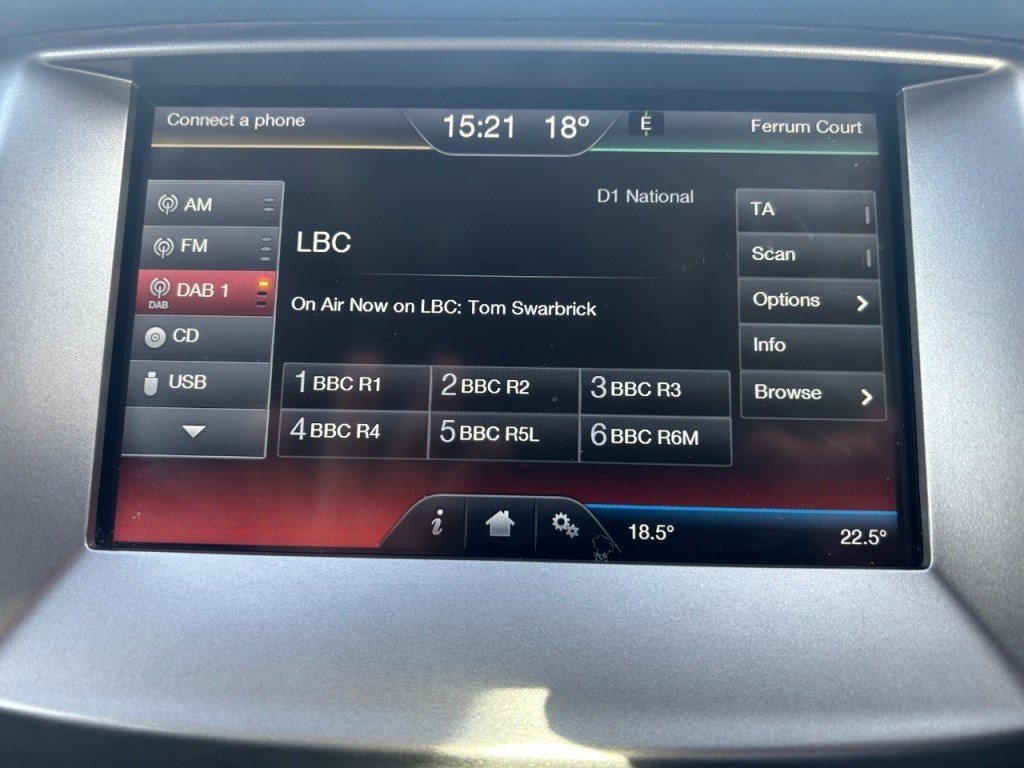 Connect a phone
15:21 18°
E
Ferrum Court
AM
FM
DAB
DAB 1
CD
USB
D1 National
LBC
On Air Now on LBC: Tom Swarbrick
1 BBC R1
2 BBC R2
3 BBC R3
4 BBC R4
5 BBC R5L
6 BBC R6M
TA
Scan
Options
Info
Browse
i
18.5°
22.5°